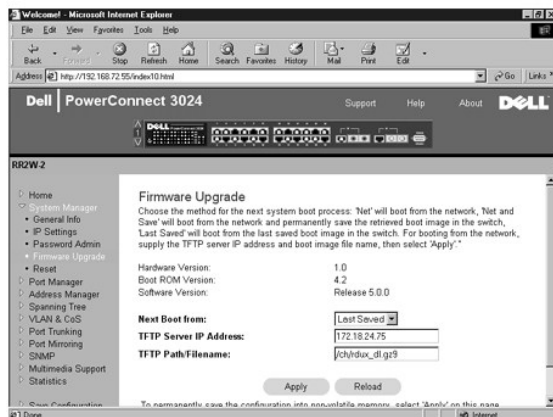 Welcome! - Microsoft Internet Explorer
File Edit View Favorites Tools Help
Back Forward Stop Refresh Home Search Favorites History Mail Print Edit
Address http://192.168.72.55/index10.html Go Links
Dell PowerConnect 3024 Support Help About DELL
DELL
RR2W-2
Home
System Manager
General Info
IP Settings
Password Admin
Firmware Upgrade
Reset
Port Manager
Address Manager
Spanning Tree
VLAN & CoS
Port Trunking
Port Mirroring
SNMP
Multimedia Support
Statistics
Save Configuration
Firmware Upgrade
Choose the method for the next system boot process: 'Net' will boot from the network, 'Net and
Save' will boot from the network and permanently save the retrieved boot image in the switch,
'Last Saved' will boot from the last saved boot image in the switch. For booting from the network,
supply the TFTP server IP address and boot image file name, then select 'Apply'."
Hardware Version: 1.0
Boot ROM Version: 4.2
Software Version: Release 5.0.0
Next Boot from: Last Saved
TFTP Server IP Address: 172.18.24.75
TFTP Path/Filename: /ch/rdux_dl.gz9
Apply Reload
To permanently save the configuration into non-volatile memory, select 'Apply' on this page
Done Internet